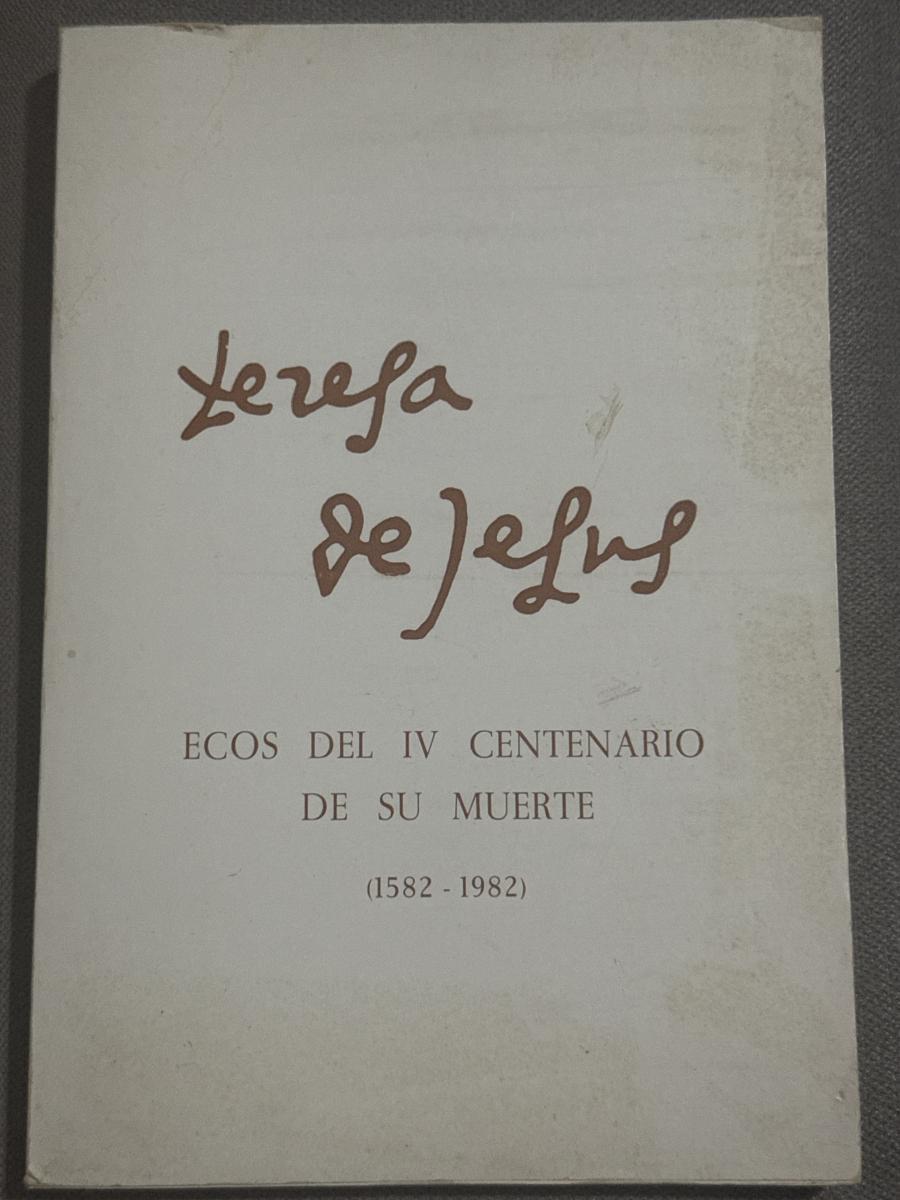 teresa
de Jesus
ECOS DEL IV CENTENARIO
DE SU MUERTE
(1582 - 1982)